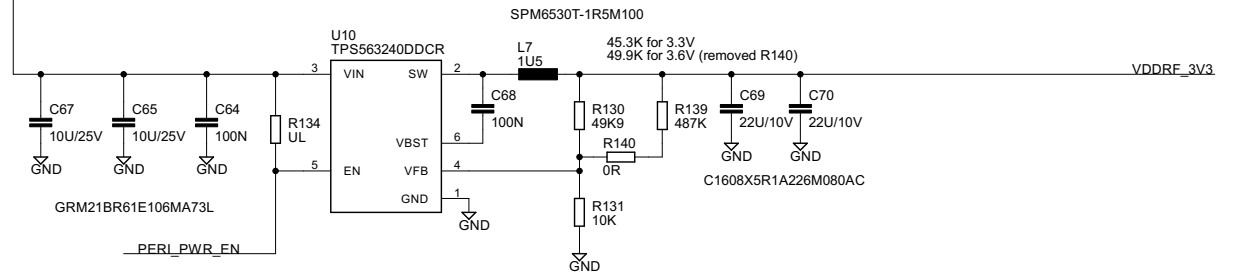 SPM6530T-1R5M100
U10
TPS563240DDCR
L7
1U5
45.3K for 3.3V
49.9K for 3.6V (removed R140)
3
VIN
SW
2
VDDRF_3V3
C67
10U/25V
GND
C65
10U/25V
GND
C64
100N
GND
R134
UL
C68
100N
R130
49K9
R139
487K
C69
22U/10V
GND
C70
22U/10V
GND
VBST
6
R140
0R
5
EN
VFB
4
C1608X5R1A226M080AC
GND
1
GND
R131
10K
GND
GRM21BR61E106MA73L
PERI_PWR_EN